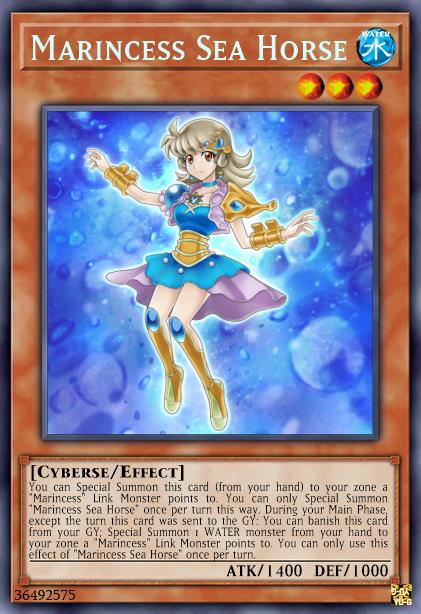 MARINCESS SEA HORSE
WATER
水
[CYBERSE/EFFECT]
You can Special Summon this card (from your hand) to your zone a
"Marincess" Link Monster points to. You can only Special Summon
"Marincess Sea Horse" once per turn this way. During your Main Phase,
except the turn this card was sent to the GY: You can banish this card
from your GY; Special Summon 1 WATER monster from your hand to
your zone a "Marincess" Link Monster points to. You can only use this
effect of "Marincess Sea Horse" once per turn.
ATK/1400 DEF/1000
36492575